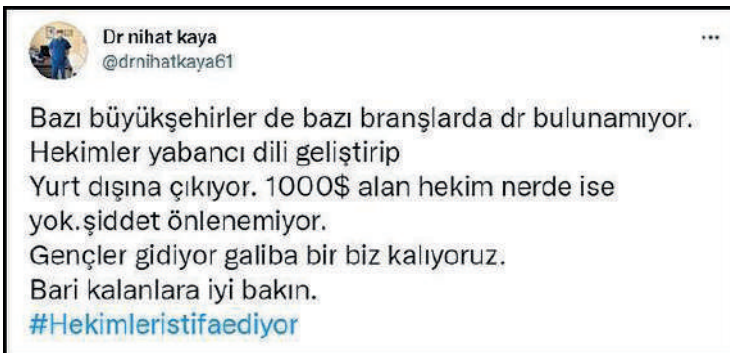 Dr nihat kaya
@drnihatkaya61
Bazı büyükşehirler de bazı branşlarda dr bulunamıyor.
Hekimler yabancı dili geliştirip
Yurt dışına çıkıyor. 1000$ alan hekim nerde ise
yok.şiddet önlenemiyor.
Gençler gidiyor galiba bir biz kalıyoruz.
Bari kalanlara iyi bakın.
#Hekimleristifaediyor